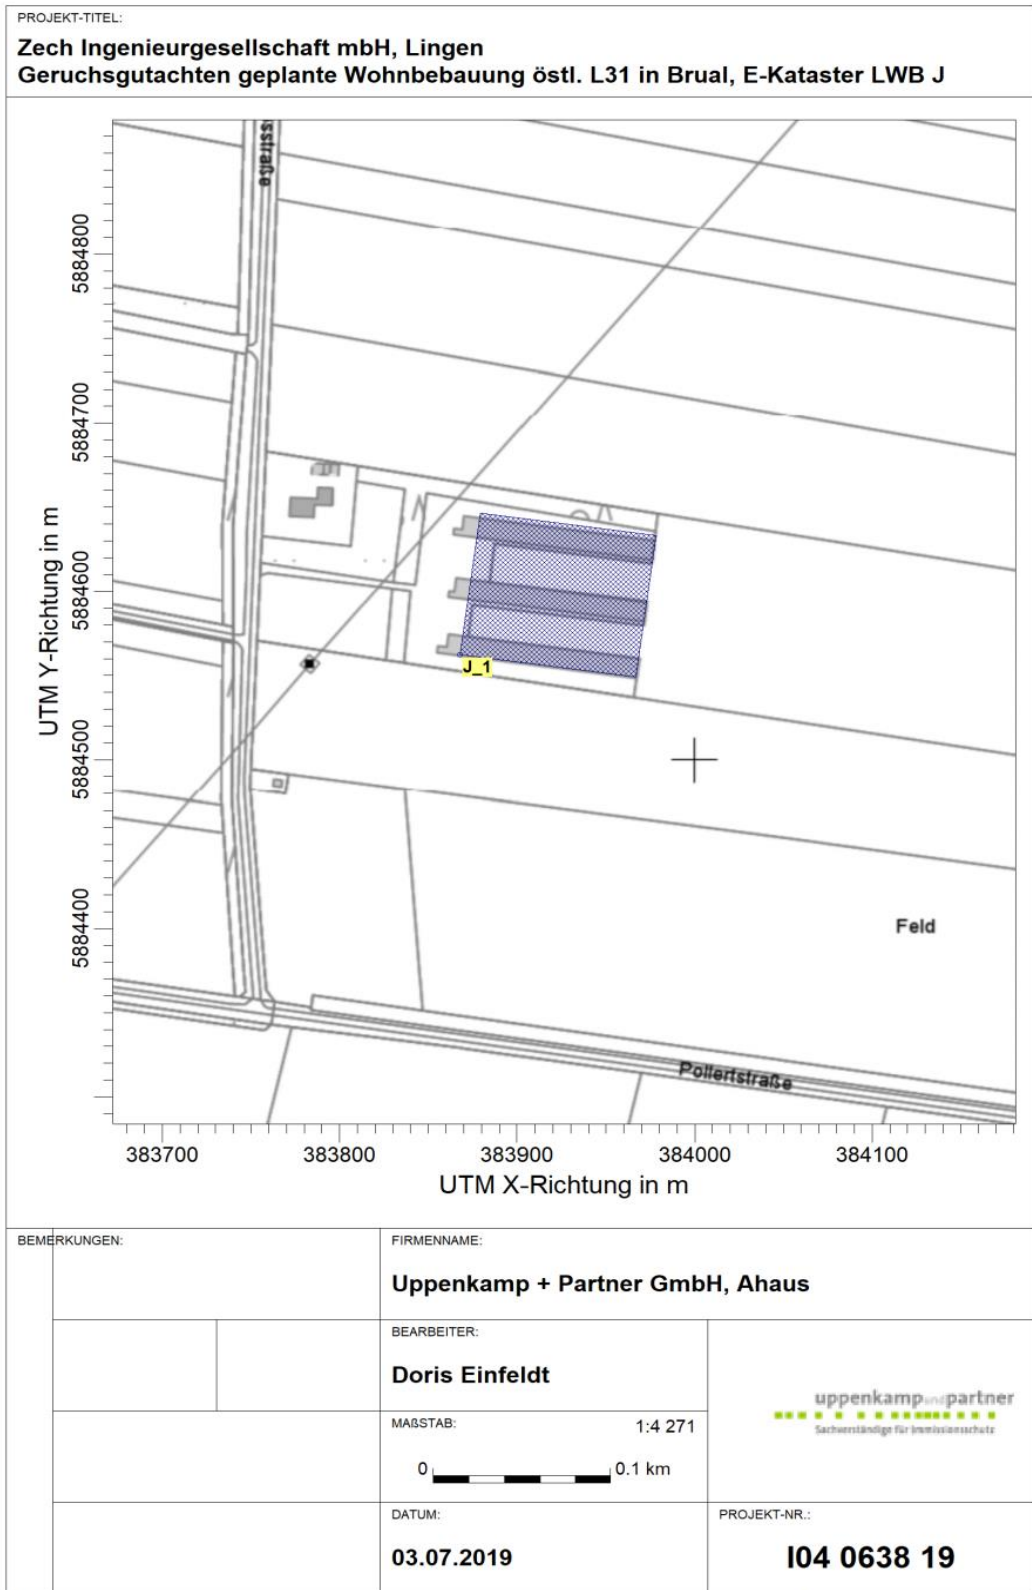 PROJEKT-TITEL:
Zech Ingenieurgesellschaft mbH, Lingen
Geruchsgutachten geplante Wohnbebauung östl. L31 in Brual, E-Kataster LWB J
sstraße
UTM Y-Richtung in m
5884800
5884700
5884600
5884500
5884400
J_1
Feld
Pollertstraße
383700 383800 383900 384000 384100
UTM X-Richtung in m
BEMERKUNGEN:
FIRMENNAME:
Uppenkamp + Partner GmbH, Ahaus
BEARBEITER:
Doris Einfeldt
uppenkampundpartner
Sachverständige für Immissionsschutz
MAßSTAB:
1:4 271
0 0.1 km
DATUM:
03.07.2019
PROJEKT-NR.:
I04 0638 19